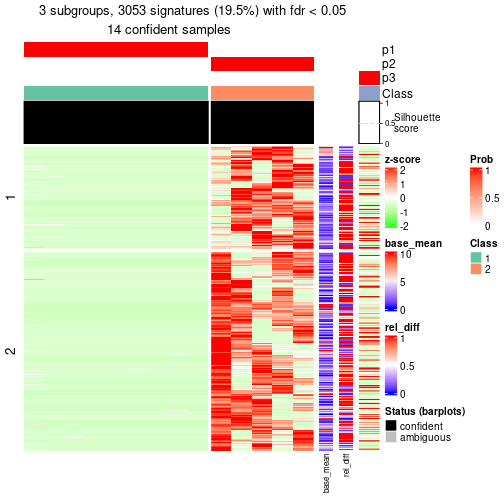 3 subgroups, 3053 signatures (19.5%) with fdr < 0.05
14 confident samples
p1
p2
p3
Class
1
0.5
0
Silhouette
score
1
2
z-score
2
1
0
-1
-2
Prob
1
0.5
0
base_mean
10
5
0
Class
1
2
rel_diff
1
0.5
0
Status (barplots)
confident
ambiguous
base_mean
rel_diff